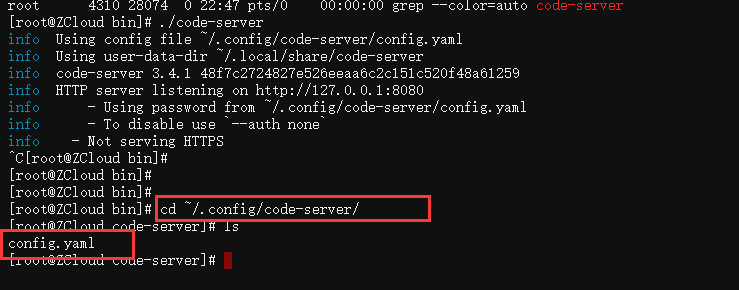 root      4310 28074  0 22:47 pts/0    00:00:00 grep --color=auto code-server
[root@ZCloud bin]# ./code-server
info  Using config file ~/.config/code-server/config.yaml
info  Using user-data-dir ~/.local/share/code-server
info  code-server 3.4.1 48f7c2724827e526eeaa6c2c151c520f48a61259
info  HTTP server listening on http://127.0.0.1:8080
info      - Using password from ~/.config/code-server/config.yaml
info      - To disable use `--auth none`
info    - Not serving HTTPS
^C[root@ZCloud bin]#
[root@ZCloud bin]#
[root@ZCloud bin]#
[root@ZCloud bin]# cd ~/.config/code-server/
[root@ZCloud code-server]# ls
config.yaml
[root@ZCloud code-server]#